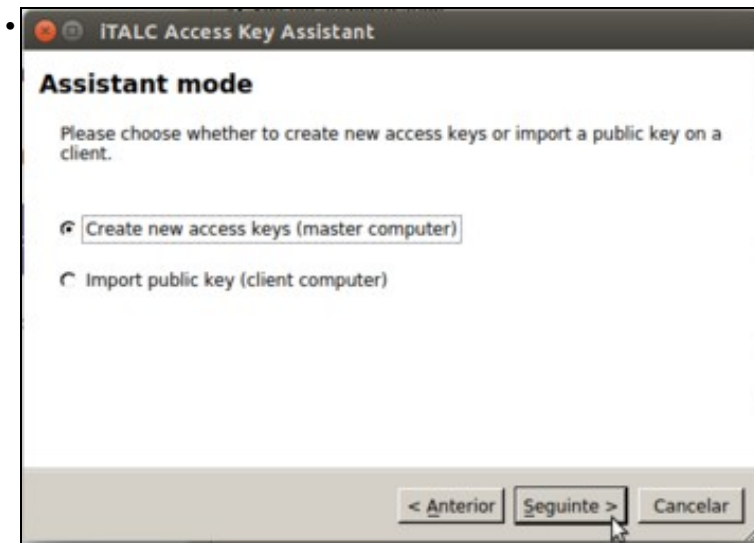 iTALC Access Key Assistant
Assistant mode
Please choose whether to create new access keys or import a public key on a
client.
Create new access keys (master computer)
Import public key (client computer)
< Anterior Seguinte > Cancelar